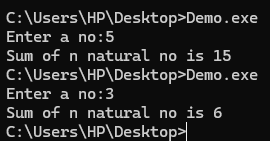 C:\Users\HP\Desktop>Demo.exe
Enter a no:5
Sum of n natural no is 15
C:\Users\HP\Desktop>Demo.exe
Enter a no:3
Sum of n natural no is 6
C:\Users\HP\Desktop>